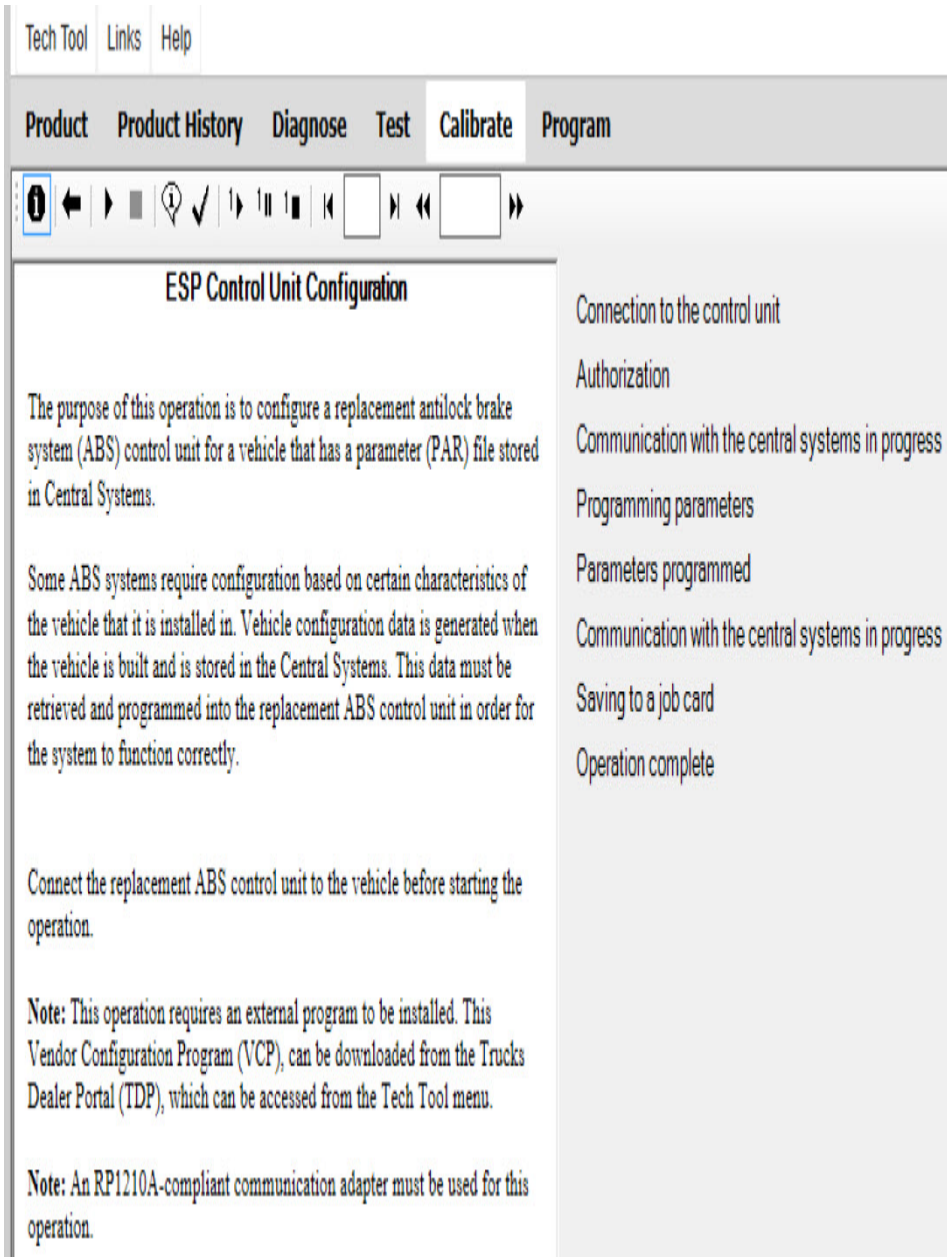 Tech Tool Links Help
Product Product History Diagnose Test Calibrate Program
ESP Control Unit Configuration
The purpose of this operation is to configure a replacement antilock brake
system (ABS) control unit for a vehicle that has a parameter (PAR) file stored
in Central Systems.
Some ABS systems require configuration based on certain characteristics of
the vehicle that it is installed in. Vehicle configuration data is generated when
the vehicle is built and is stored in the Central Systems. This data must be
retrieved and programmed into the replacement ABS control unit in order for
the system to function correctly.
Connect the replacement ABS control unit to the vehicle before starting the
operation.
Note: This operation requires an external program to be installed. This
Vendor Configuration Program (VCP), can be downloaded from the Trucks
Dealer Portal (TDP), which can be accessed from the Tech Tool menu.
Note: An RP1210A-compliant communication adapter must be used for this
operation.
Connection to the control unit
Authorization
Communication with the central systems in progress
Programming parameters
Parameters programmed
Communication with the central systems in progress
Saving to a job card
Operation complete